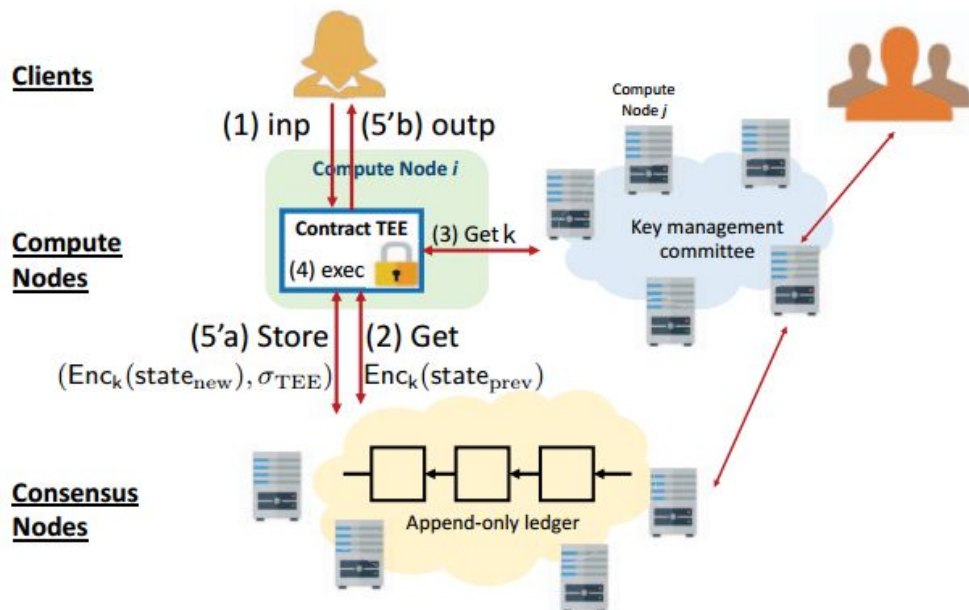 Clients
(1) inp
(5'b) outp
Compute
Node j
Compute Node i
Contract TEE
(4) exec
(3) Get k
Key management
committee
Compute
Nodes
(5'a) Store
(Enc_k(state_new), σ_TEE)
(2) Get
Enc_k(state_prev)
Append-only ledger
Consensus
Nodes